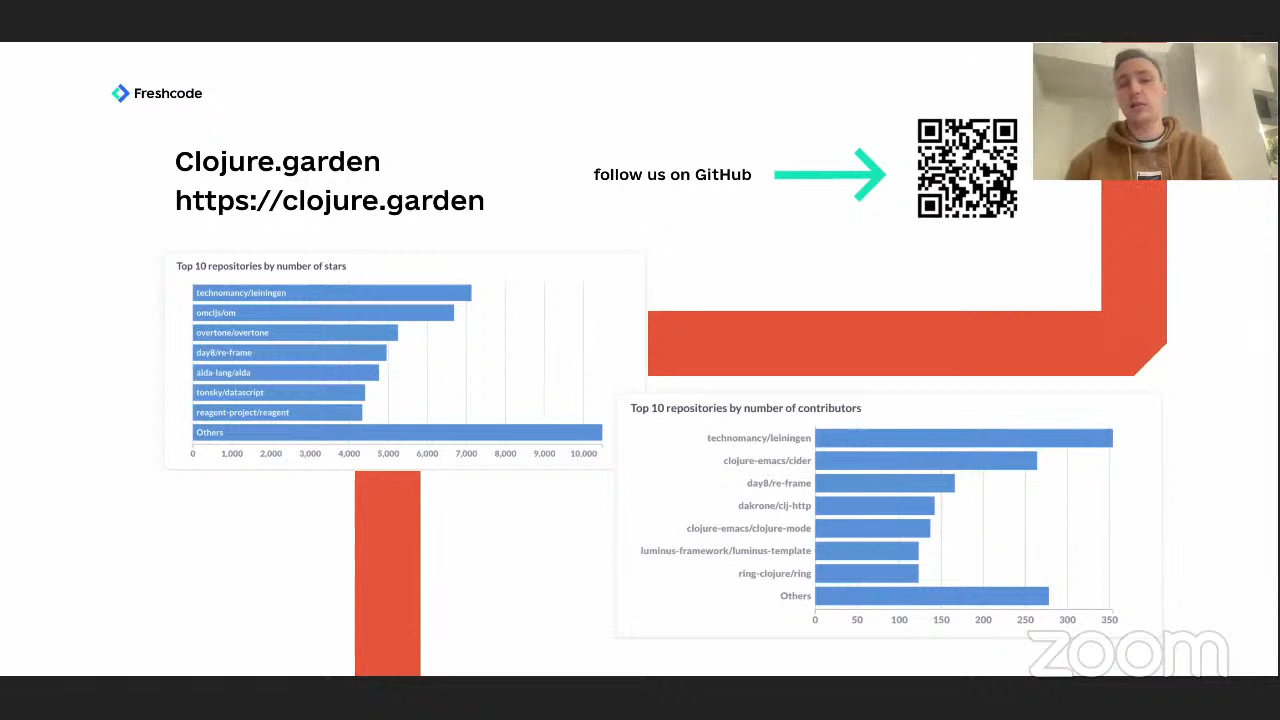 Freshcode
Clojure.garden
https://clojure.garden
follow us on GitHub
Top 10 repositories by number of stars
technomancy/leiningen
omcljs/om
overtone/overtone
day8/re-frame
alda-lang/alda
tonsky/datascript
reagent-project/reagent
Others
0 1,000 2,000 3,000 4,000 5,000 6,000 7,000 8,000 9,000 10,000
Top 10 repositories by number of contributors
technomancy/leiningen
clojure-emacs/cider
day8/re-frame
dakrone/clj-http
clojure-emacs/clojure-mode
luminus-framework/luminus-template
ring-clojure/ring
Others
0 50 100 150 200 250 300 350
zoom